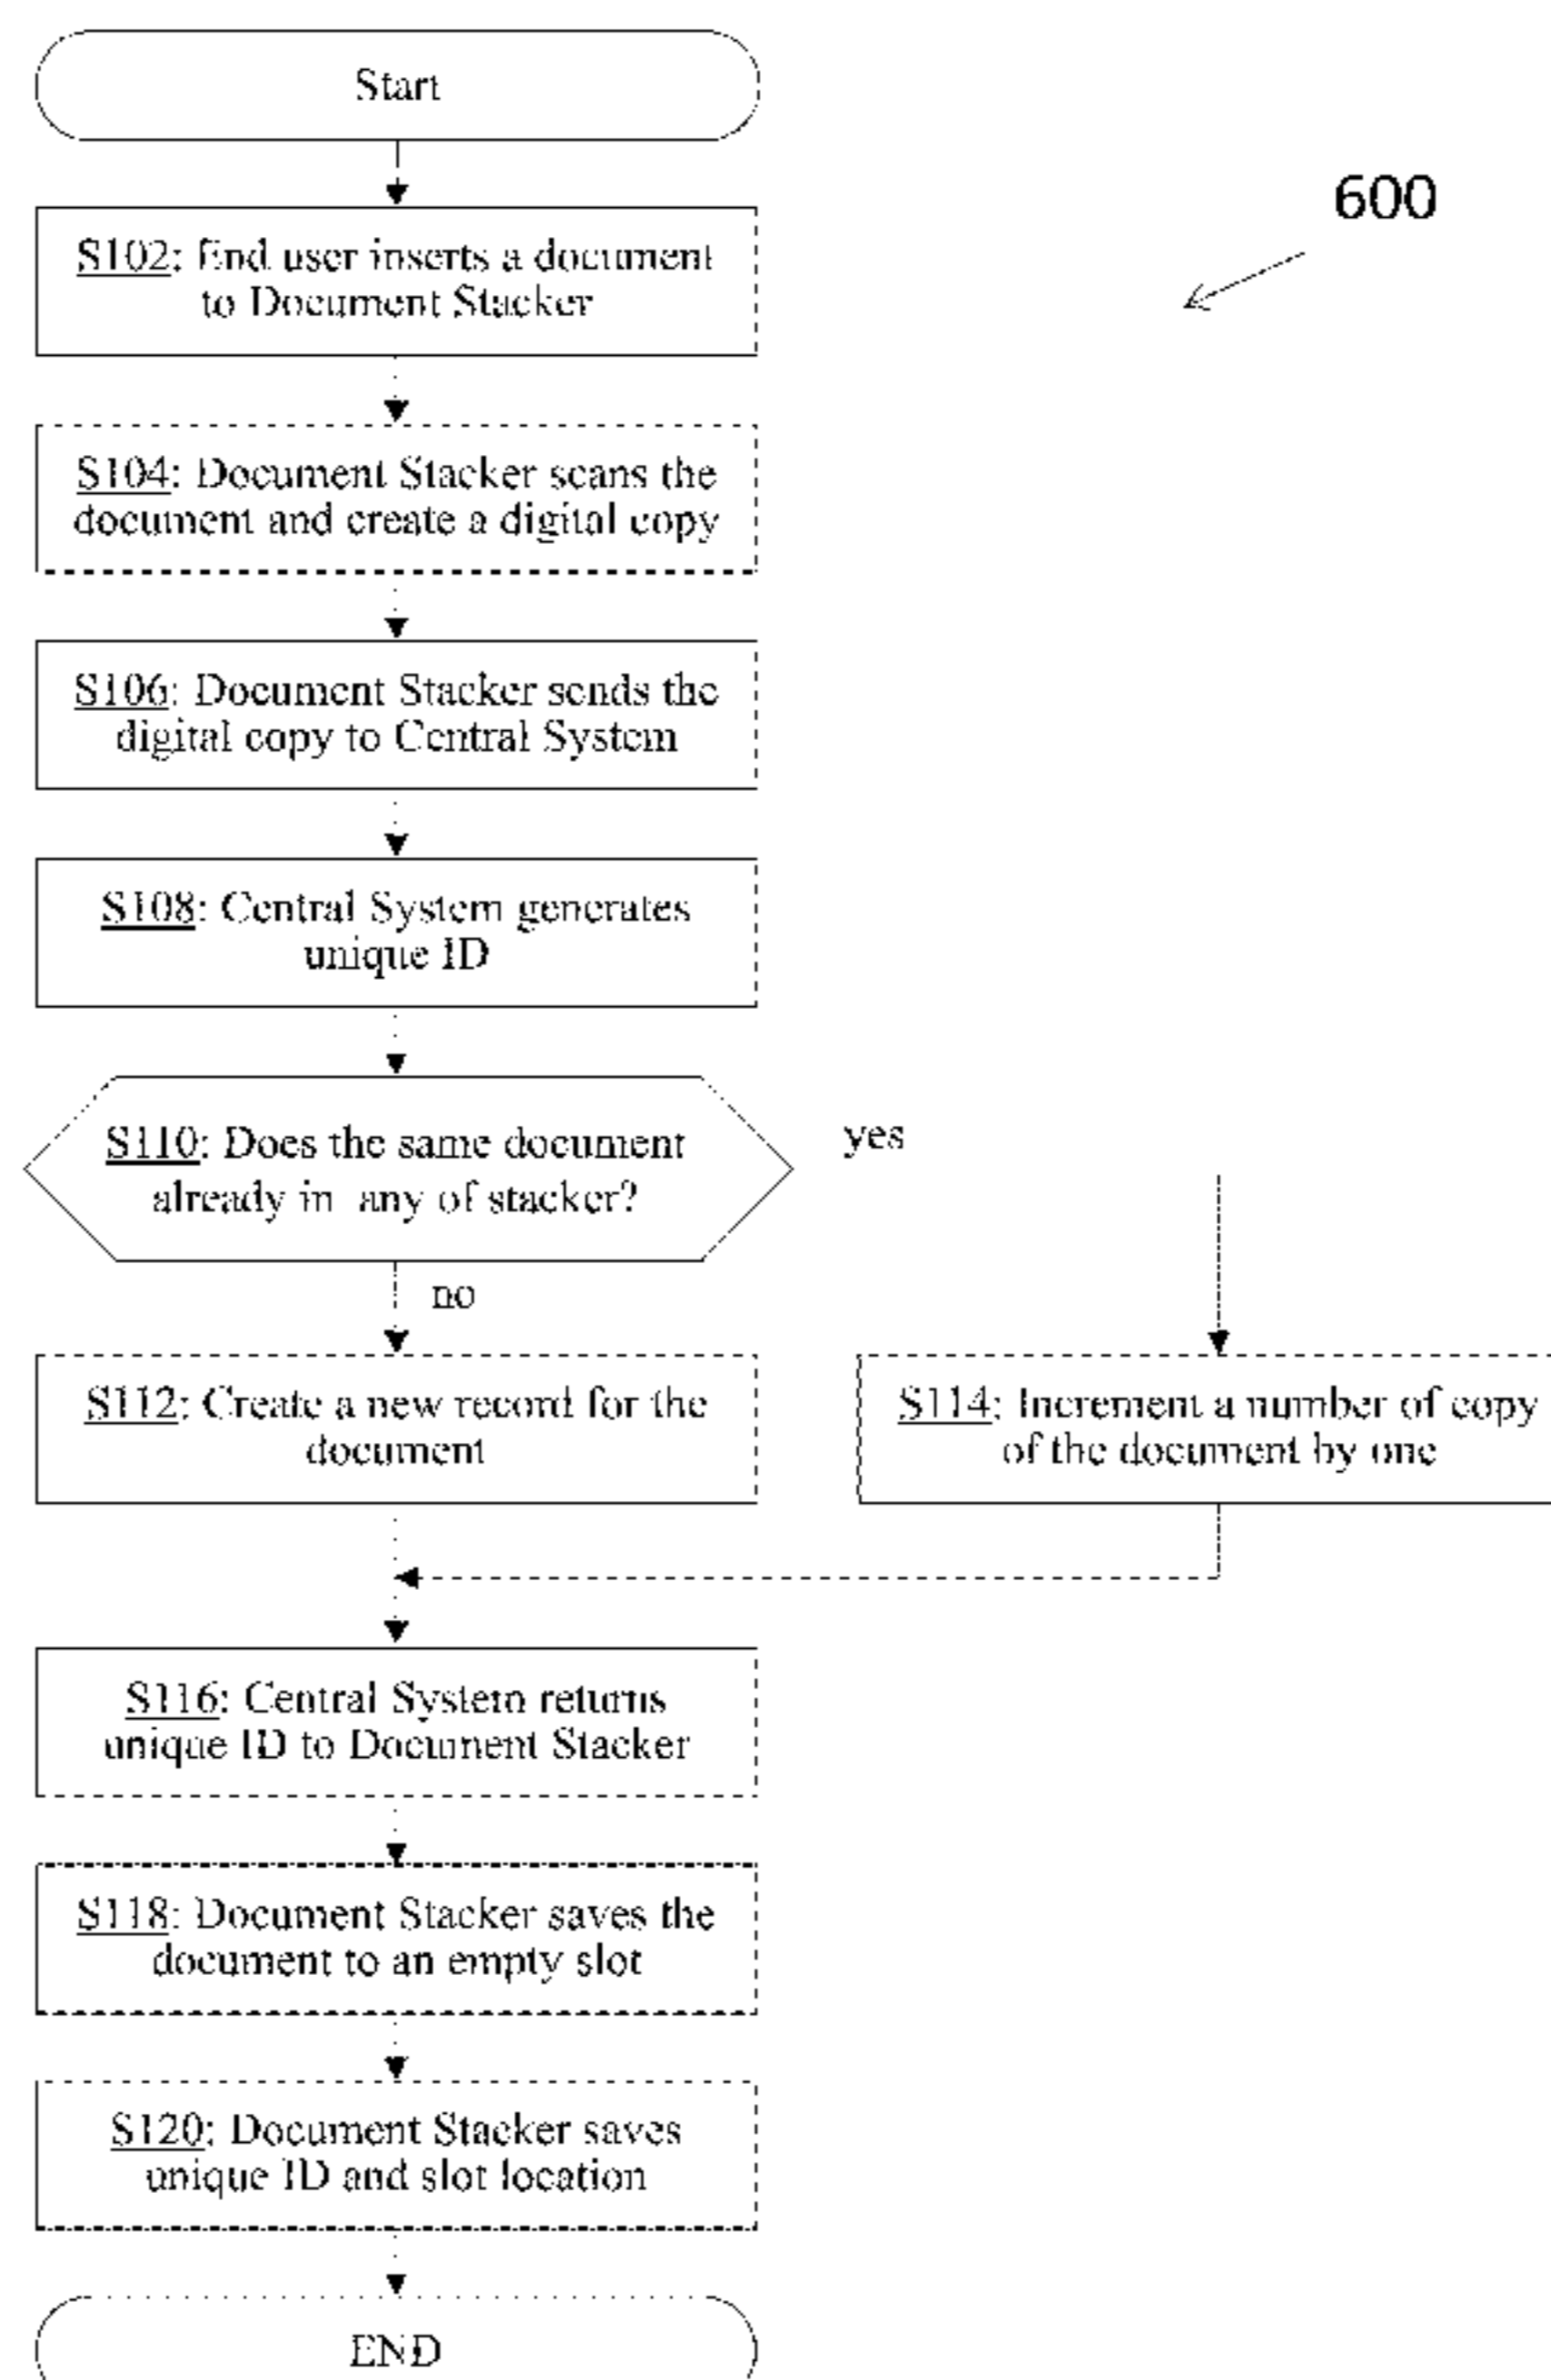 Start
600
S102: End user inserts a document
to Document Stacker
S104: Document Stacker scans the
document and create a digital copy
S106: Document Stacker sends the
digital copy to Central System
S108: Central System generates
unique ID
S110: Does the same document
already in any of stacker?
yes
no
S112: Create a new record for the
document
S114: Increment a number of copy
of the document by one
S116: Central System returns
unique ID to Document Stacker
S118: Document Stacker saves the
document to an empty slot
S120: Document Stacker saves
unique ID and slot location
END